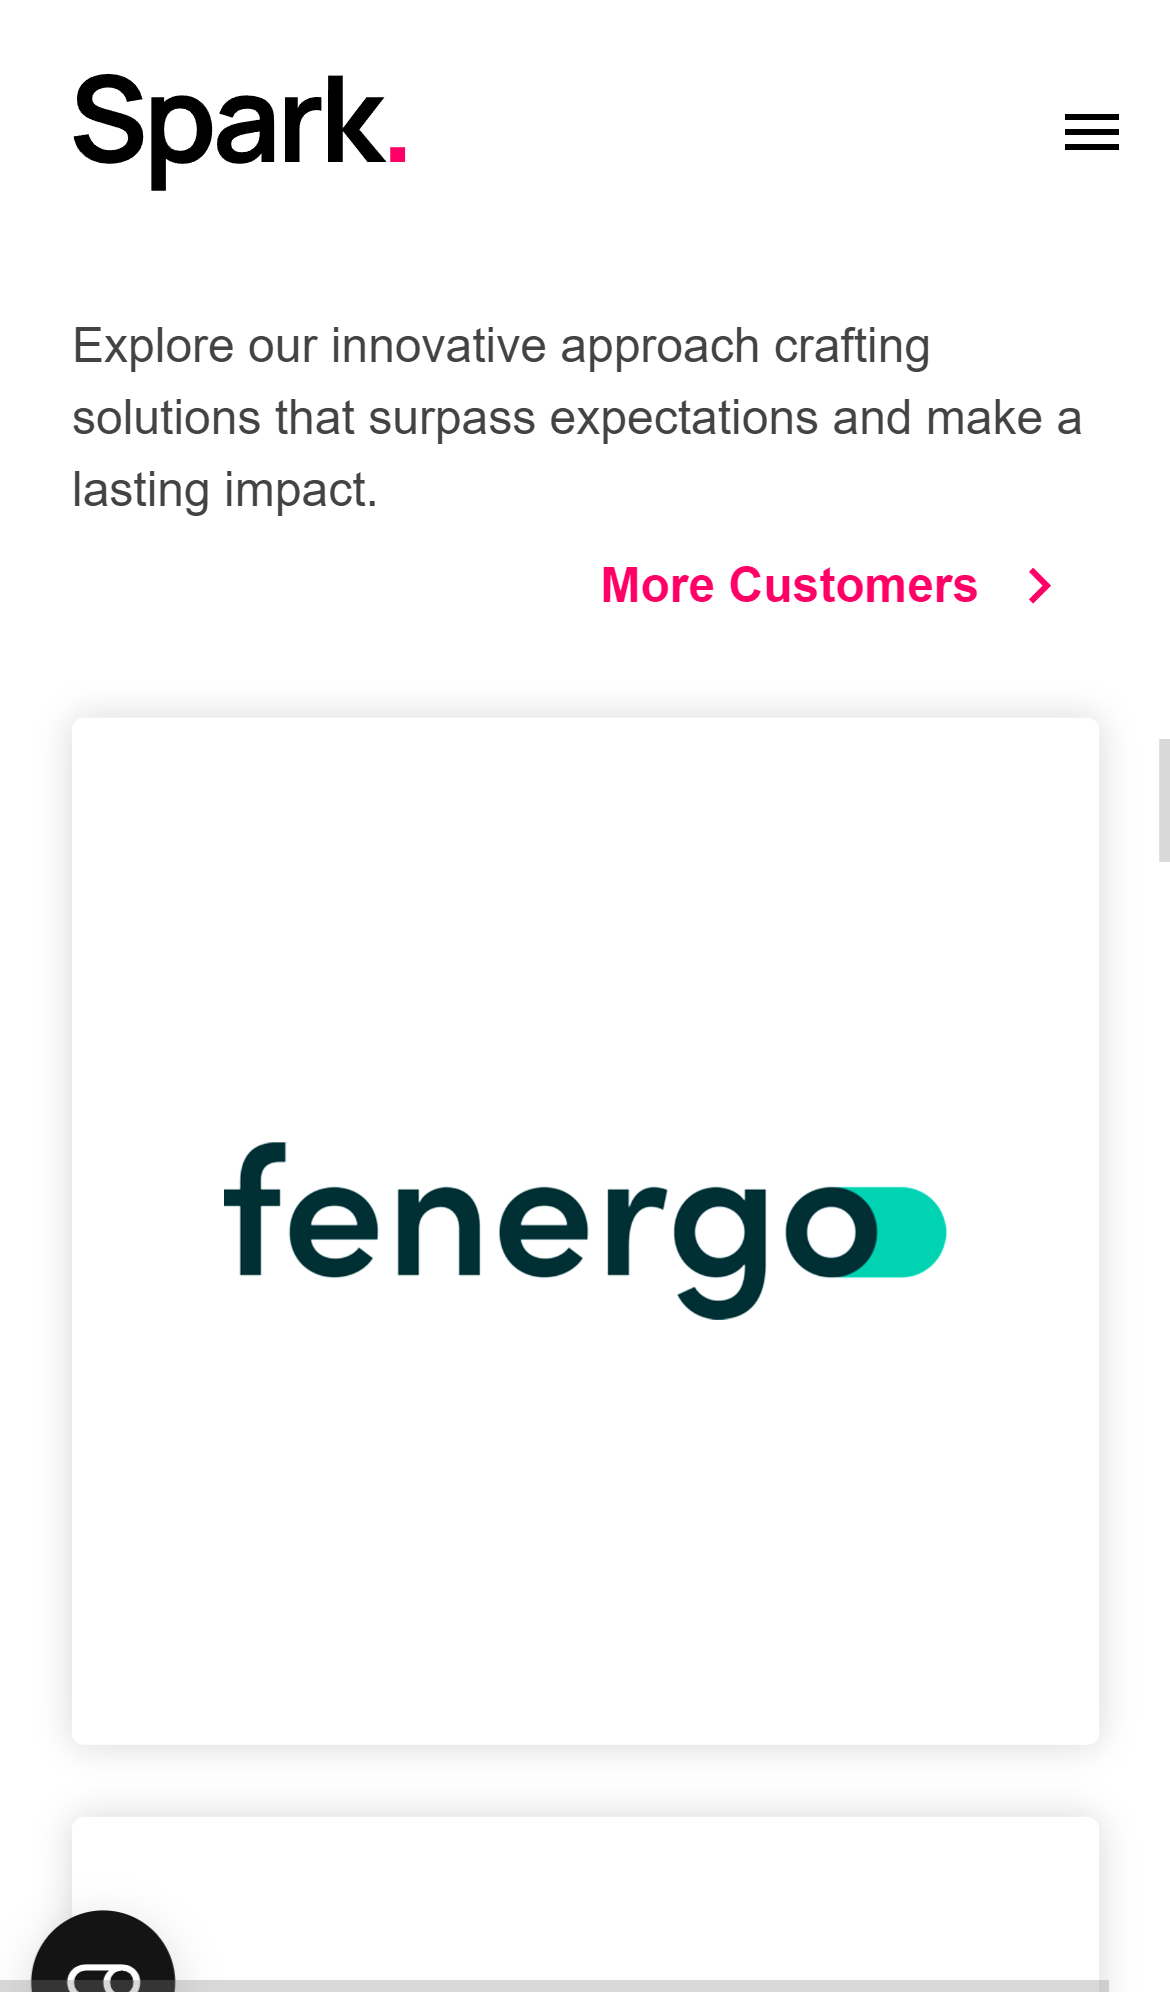 Spark.
Explore our innovative approach crafting
solutions that surpass expectations and make a
lasting impact.
More Customers
fenergo